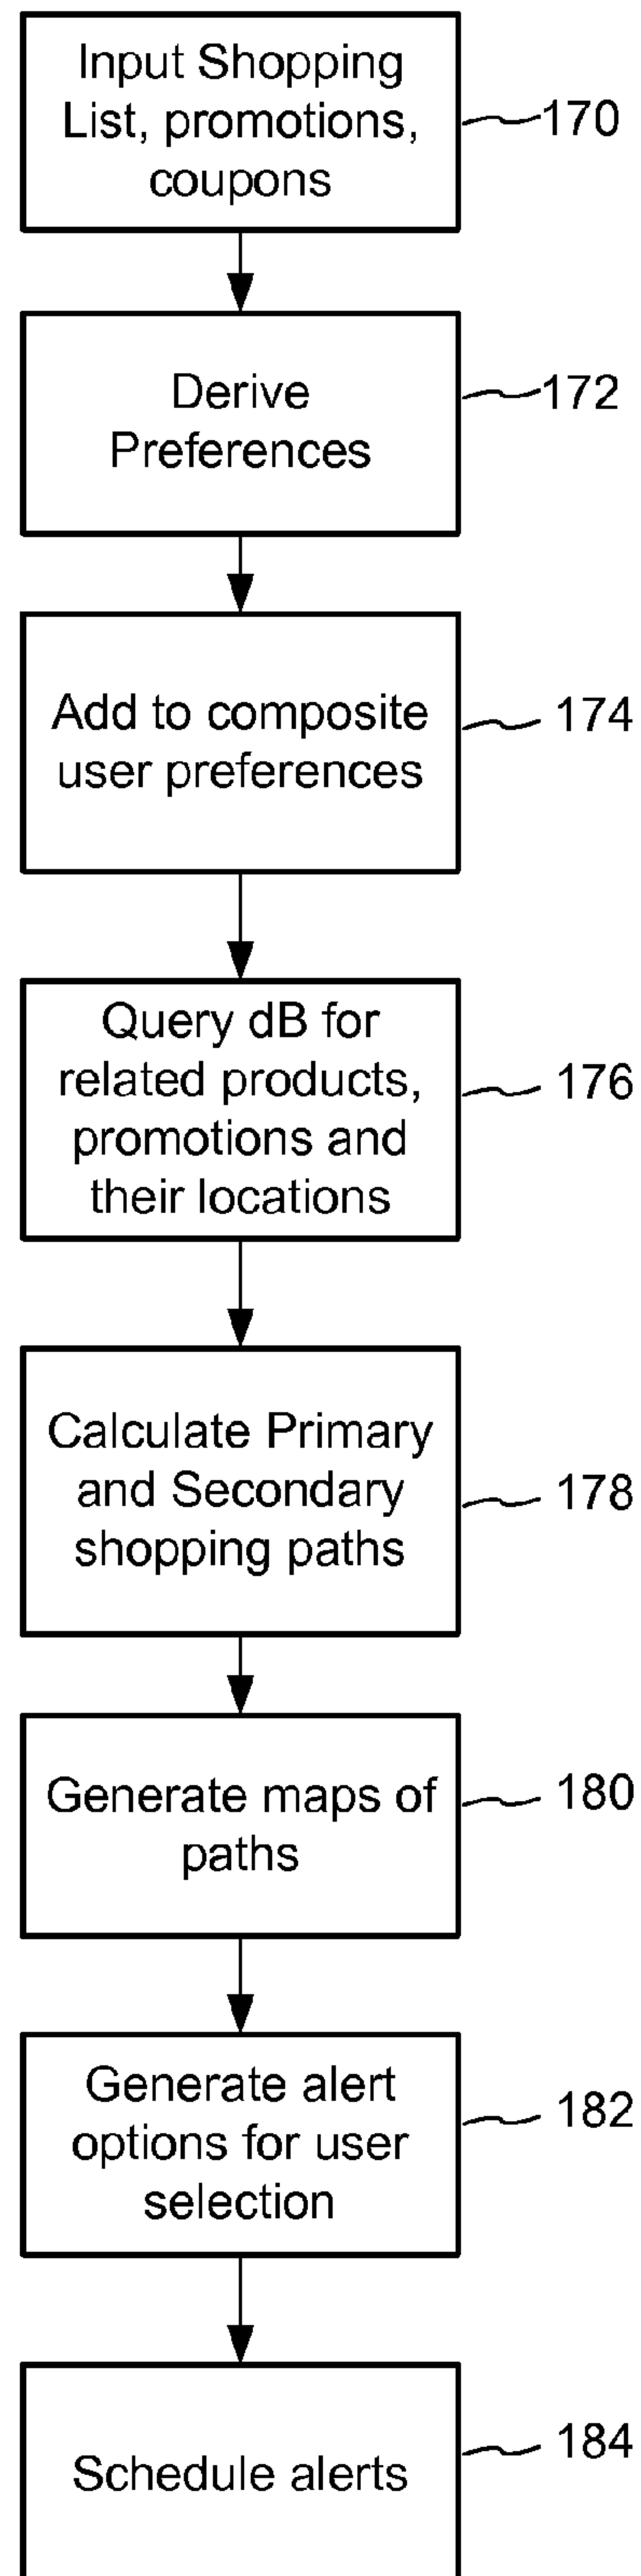 Input Shopping
List, promotions,
coupons
170
Derive
Preferences
172
Add to composite
user preferences
174
Query dB for
related products,
promotions and
their locations
176
Calculate Primary
and Secondary
shopping paths
178
Generate maps of
paths
180
Generate alert
options for user
selection
182
Schedule alerts
184